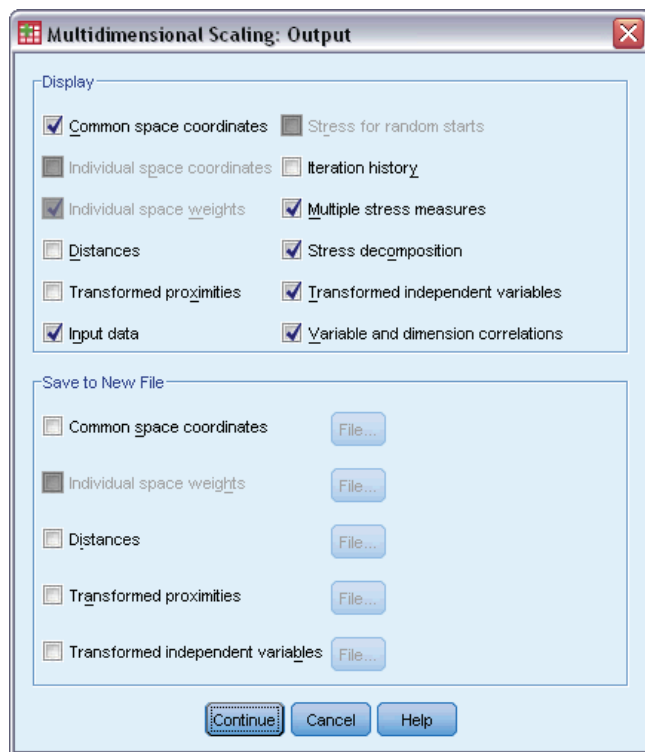 Multidimensional Scaling: Output
Display
Common space coordinates
Stress for random starts
Individual space coordinates
Iteration history
Individual space weights
Multiple stress measures
Distances
Stress decomposition
Transformed proximities
Transformed independent variables
Input data
Variable and dimension correlations
Save to New File
Common space coordinates
File...
Individual space weights
File...
Distances
File...
Transformed proximities
File...
Transformed independent variables
File...
Continue
Cancel
Help